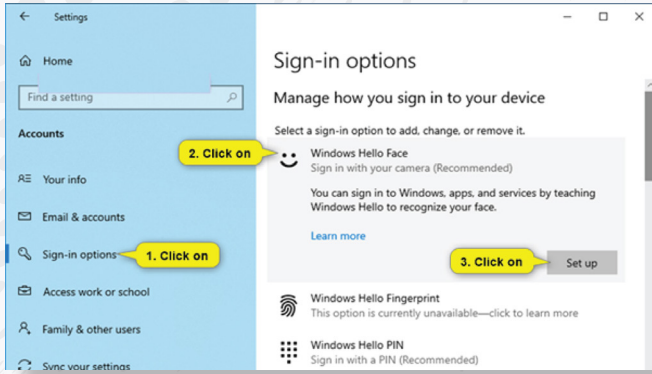 Settings
Home
Find a setting
Accounts
Your info
Email & accounts
Sign-in options
1. Click on
Access work or school
Family & other users
Sync your settings
Sign-in options
Manage how you sign in to your device
Select a sign-in option to add, change, or remove it.
2. Click on
Windows Hello Face
Sign in with your camera (Recommended)
You can sign in to Windows, apps, and services by teaching
Windows Hello to recognize your face.
Learn more
3. Click on
Set up
Windows Hello Fingerprint
This option is currently unavailable—click to learn more
Windows Hello PIN
Sign in with a PIN (Recommended)